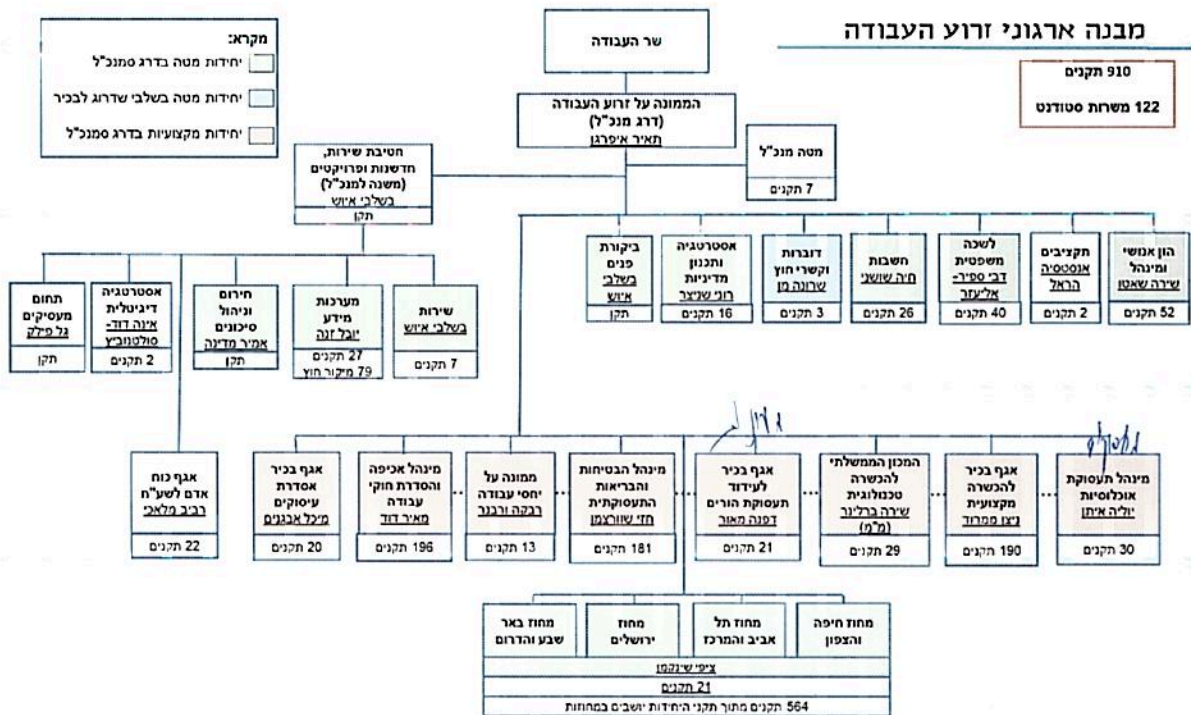 מבנה ארגוני זרוע העבודה
910 תקנים
122 משרות סטודנט
מקרא:
יחידות מטה בדרג סמנכ"ל
יחידות מטה בשלבי שדרוג לבכיר
יחידות מקצועיות בדרג סמנכ"ל
שר העבודה
הממונה על זרוע העבודה
(דרג מנכ"ל)
תאיר איפרגן
מטה מנכ"ל
7 תקנים
חטיבת שירות,
חדשנות ופרויקטים
(משנה למנכ"ל)
בשלבי איוש
תקן
הון אנושי
ומינהל
שירה שאטו
52 תקנים
תקציבים
אנסטסיה
הראל
2 תקנים
לשכה
משפטית
דבי ספיר-
אליעזר
40 תקנים
חשבות
חיה שושני
26 תקנים
דוברות
וקשרי חוץ
שרונה מן
3 תקנים
אסטרטגיה
ותכנון
מדיניות
רוני שניצר
16 תקנים
ביקורת
פנים
בשלבי
איוש
תקן
שירות
בשלבי איוש
7 תקנים
מערכות
מידע
יובל זנה
27 תקנים
79 מיקור חוץ
חירום
וניהול
סיכונים
אמיר מדינה
תקן
אסטרטגיה
דיגיטלית
אינה דוד-
סולטנוביץ
2 תקנים
תחום
מעסיקים
גל פילק
תקן
מינהל תעסוקת
אוכלוסיות
יוליה איתן
30 תקנים
אגף בכיר
להכשרה
מקצועית
ניצו ממרוד
190 תקנים
המכון הממשלתי
להכשרה
טכנולוגית
שירה ברלינר
(מ"מ)
29 תקנים
אגף בכיר
לעידוד
תעסוקת הורים
דפנה מאור
21 תקנים
מינהל הבטיחות
והבריאות
התעסוקתית
חזי שוורצמן
181 תקנים
ממונה על
יחסי עבודה
רבקה ורבנר
13 תקנים
מינהל אכיפה
והסדרת חוקי
עבודה
מאיר דוד
196 תקנים
אגף בכיר
אסדרת
עיסוקים
מיכל אבגנים
20 תקנים
אגף כוח
אדם לשע"ח
רביב מלאכי
22 תקנים
מחוז חיפה
והצפון
מחוז תל
אביב והמרכז
מחוז
ירושלים
מחוז באר
שבע והדרום
ציפי שינקמן
21 תקנים
564 תקנים מתוך תקני היחידות יושבים במחוזות